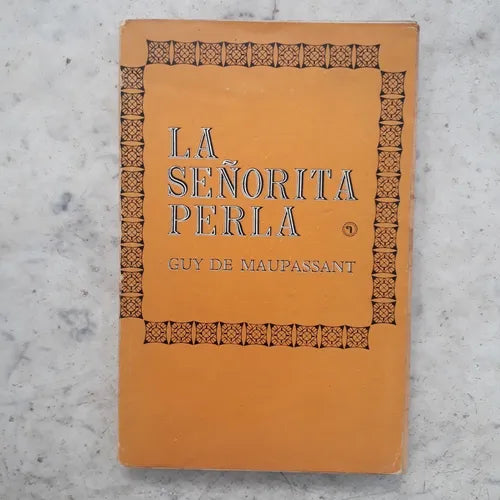 LA
SEÑORITA
PERLA
GUY DE MAUPASSANT